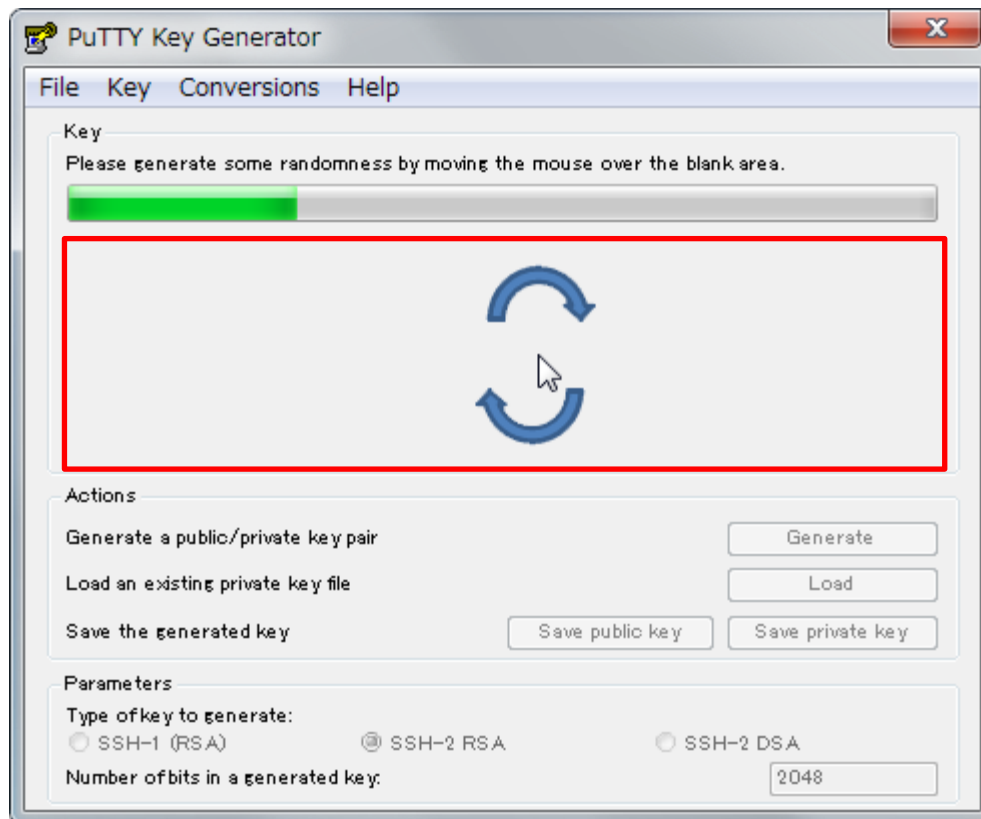 PuTTY Key Generator
File Key Conversions Help
Key
Please generate some randomness by moving the mouse over the blank area.
Actions
Generate a public/private key pair Generate
Load an existing private key file Load
Save the generated key Save public key Save private key
Parameters
Type of key to generate:
SSH-1 (RSA) SSH-2 RSA SSH-2 DSA
Number of bits in a generated key: 2048